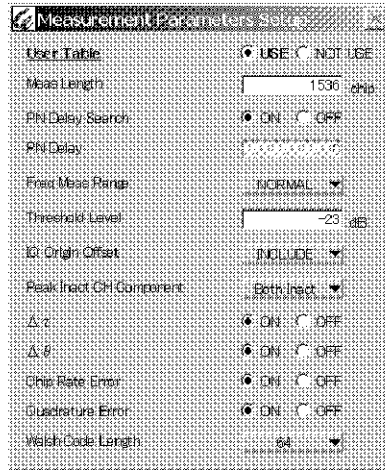 Measurement Parameters Setup
User Table USE NOT USE
Meas Length 1536 chip
PN Delay Search ON OFF
PN Delay
Freq Meas Range NORMAL
Threshold Level -23 dB
IQ Origin Offset INCLUDE
Peak Inact CH Component Both Inact
Δτ ON OFF
Δθ ON OFF
Chip Rate Error ON OFF
Quadrature Error ON OFF
Walsh Code Length 64